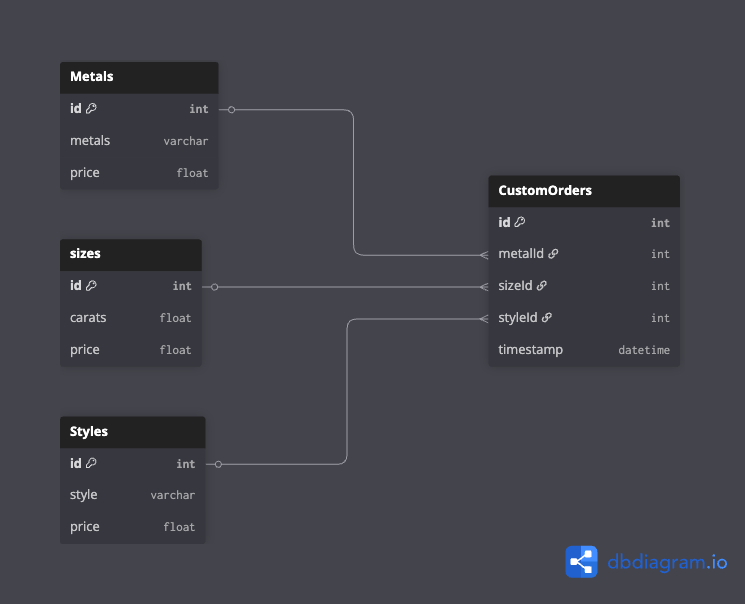 Metals
id int
metals varchar
price float
sizes
id int
carats float
price float
Styles
id int
style varchar
price float
CustomOrders
id int
metalId int
sizeId int
styleId int
timestamp datetime
dbdiagram.io